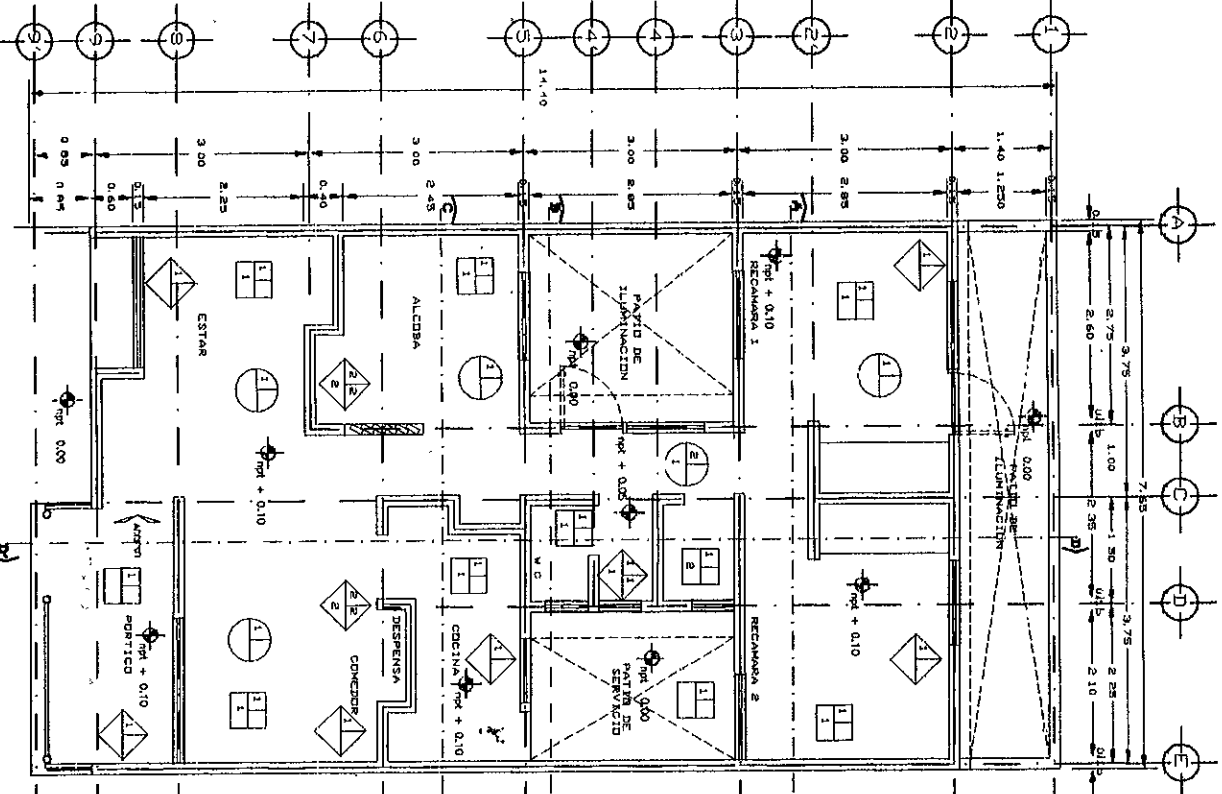 9'
9
8
7
6
5
4'
4
3
2'
2
1
14.40
0.85
3.00
3.00
3.00
3.00
1.40
0.60
0.15
2.25
0.40
2.45
2.85
2.85
1.250
0.15
A
B
C
D
E
7.65
3.75
3.75
2.75
1.00
1.50
2.25
2.60
2.35
2.10
A
B
C
D
D
PATIO DE
ILUMINACION
npt 0.00
RECAMARA 1
npt + 0.10
RECAMARA 2
npt + 0.10
PATIO DE
ILUMINACION
npt 0.00
npt + 0.05
W C
PATIO DE
SERVICIO
npt 0.00
ALCOBA
COCINA
npt + 0.10
DESPENSA
COMEDOR
ESTAR
npt + 0.10
npt 0.00
PORTICO
npt + 0.10